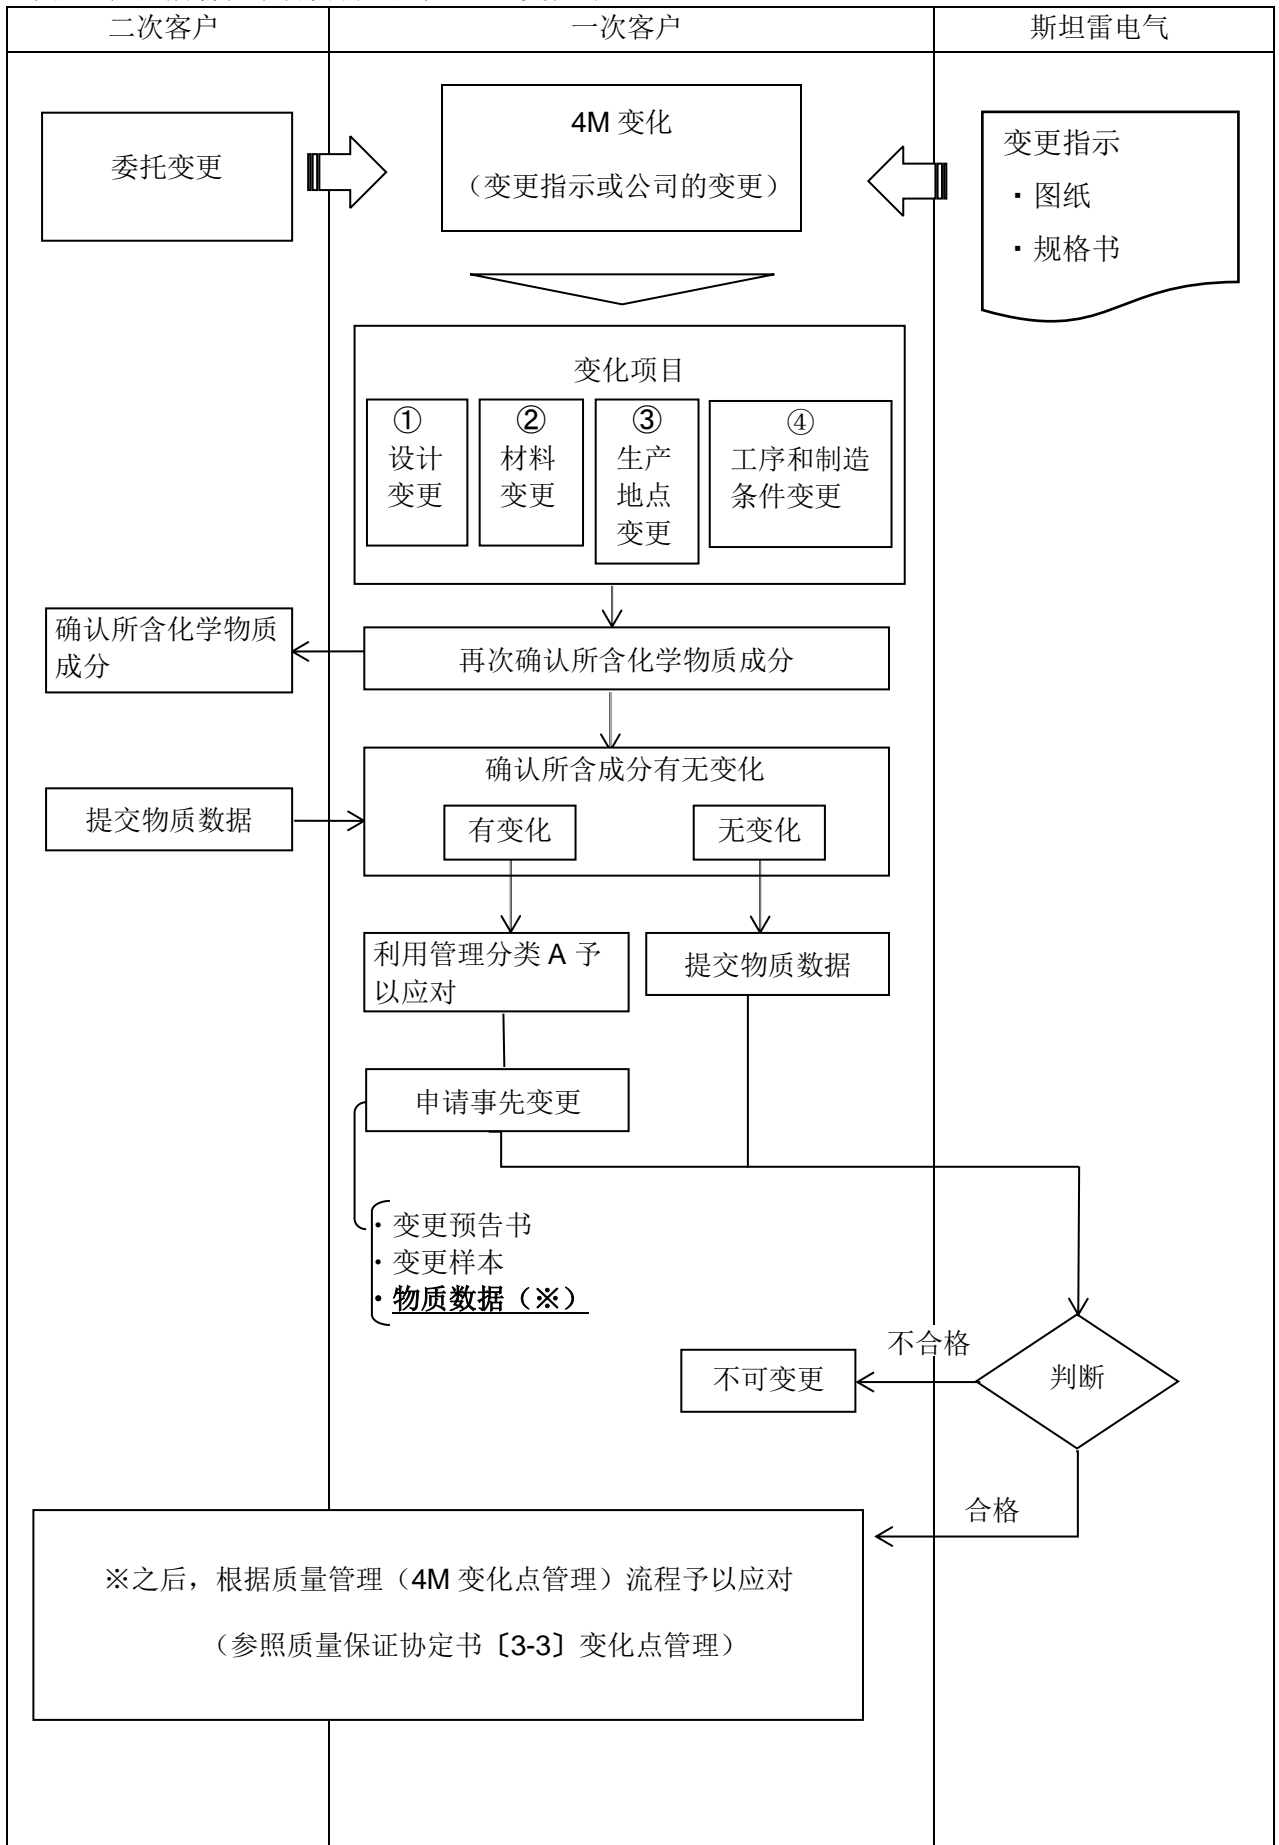 二次客户
一次客户
斯坦雷电气
委托变更
4M 变化
（变更指示或公司的变更）
变更指示
・图纸
・规格书
变化项目
①
设计
变更
②
材料
变更
③
生产
地点
变更
④
工序和制造
条件变更
确认所含化学物质
成分
再次确认所含化学物质成分
确认所含成分有无变化
提交物质数据
有变化
无变化
利用管理分类 A 予
以应对
提交物质数据
申请事先变更
・变更预告书
・变更样本
・物质数据（※）
不合格
不可变更
判断
合格
※之后，根据质量管理（4M 变化点管理）流程予以应对
（参照质量保证协定书〔3-3〕变化点管理）